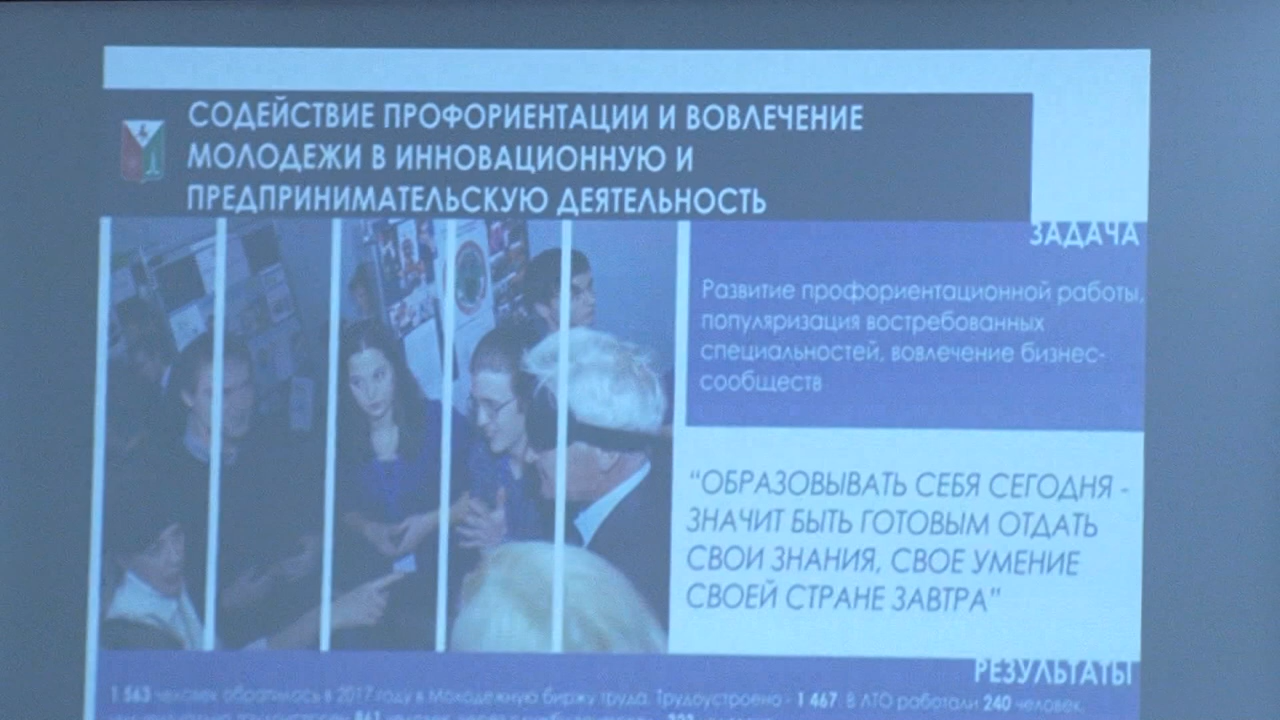 СОДЕЙСТВИЕ ПРОФОРИЕНТАЦИИ И ВОВЛЕЧЕНИЕ
МОЛОДЕЖИ В ИННОВАЦИОННУЮ И
ПРЕДПРИНИМАТЕЛЬСКУЮ ДЕЯТЕЛЬНОСТЬ
ЗАДАЧА
Развитие профориентационной работы,
популяризация востребованных
специальностей, вовлечение бизнес-
сообществ
“ОБРАЗОВЫВАТЬ СЕБЯ СЕГОДНЯ -
ЗНАЧИТ БЫТЬ ГОТОВЫМ ОТДАТЬ
СВОИ ЗНАНИЯ, СВОЕ УМЕНИЕ
СВОЕЙ СТРАНЕ ЗАВТРА”
РЕЗУЛЬТАТЫ
1 563 человек обратилось в 2017 году в Молодежную биржу труда. Трудоустроено - 1 467. В ЛТО работали 240 человек,